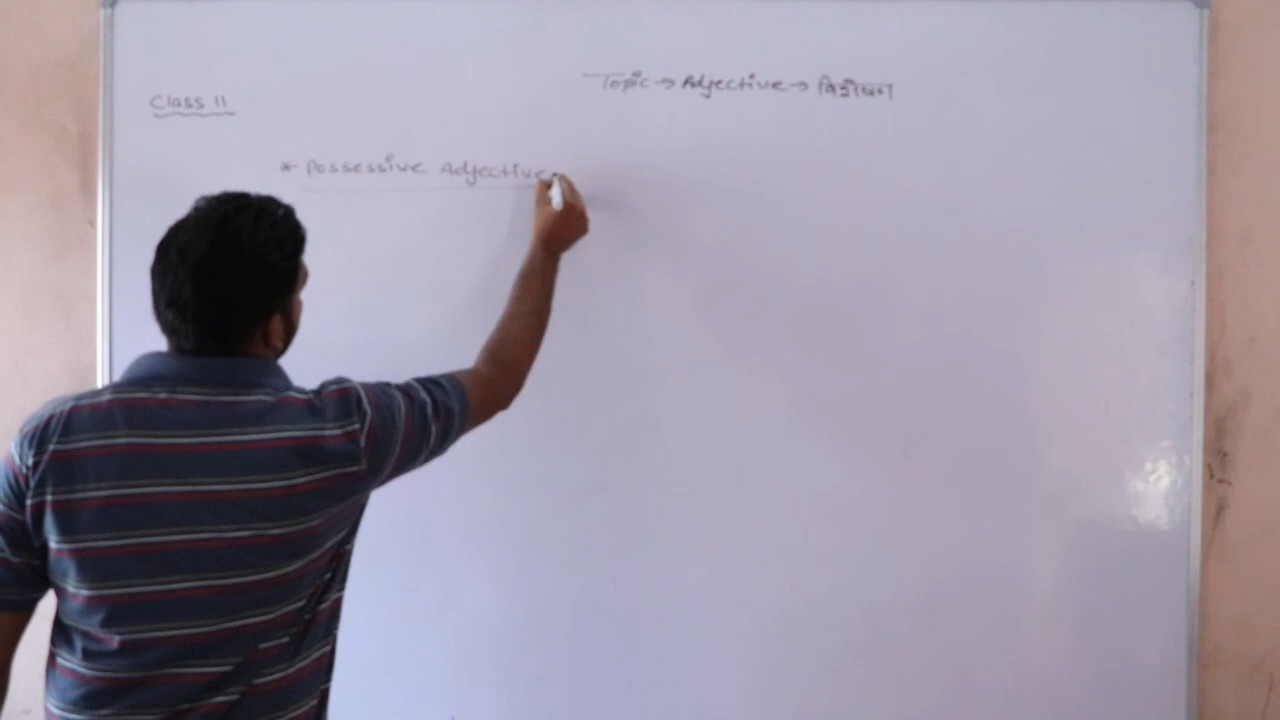 Topic → Adjective → विशेषण
Class 11
* Possessive Adjective